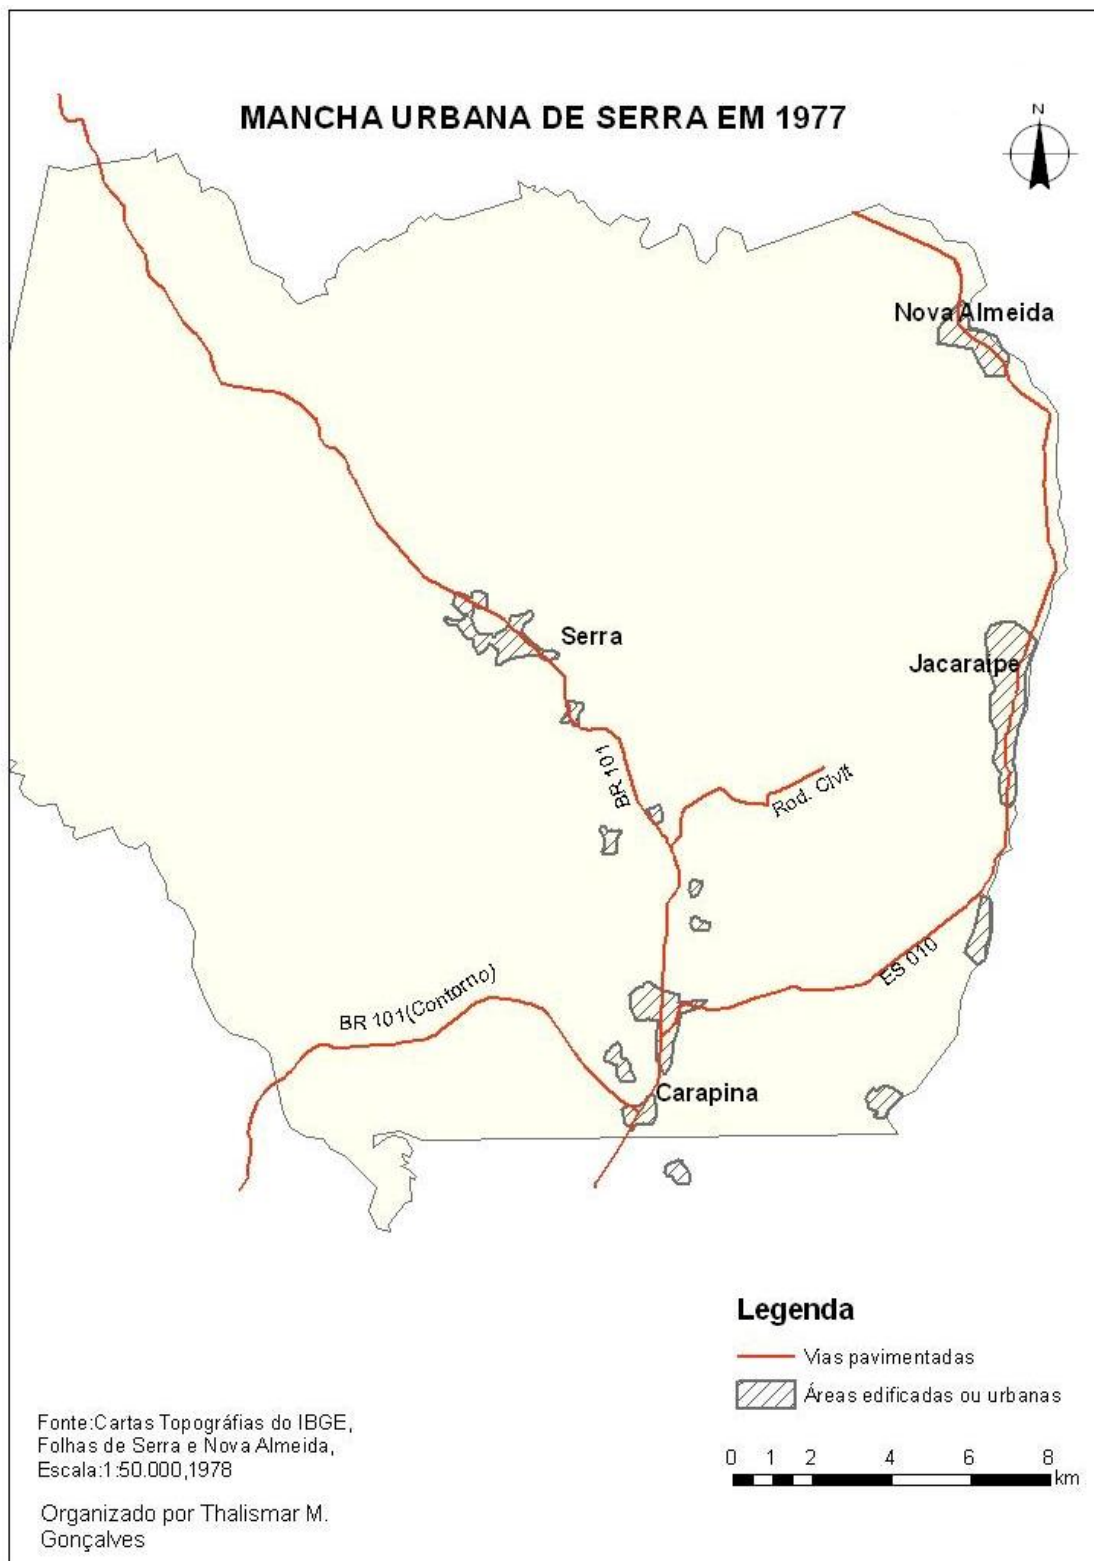 MANCHA URBANA DE SERRA EM 1977
N
Nova Almeida
Serra
Jacaraípe
BR 101
Rod. Civit
ES 010
BR 101(Contorno)
Carapina
Legenda
Vias pavimentadas
Áreas edificadas ou urbanas
0 1 2 4 6 8
km
Fonte:Cartas Topográfias do IBGE,
Folhas de Serra e Nova Almeida,
Escala:1:50.000,1978
Organizado por Thalismar M.
Gonçalves